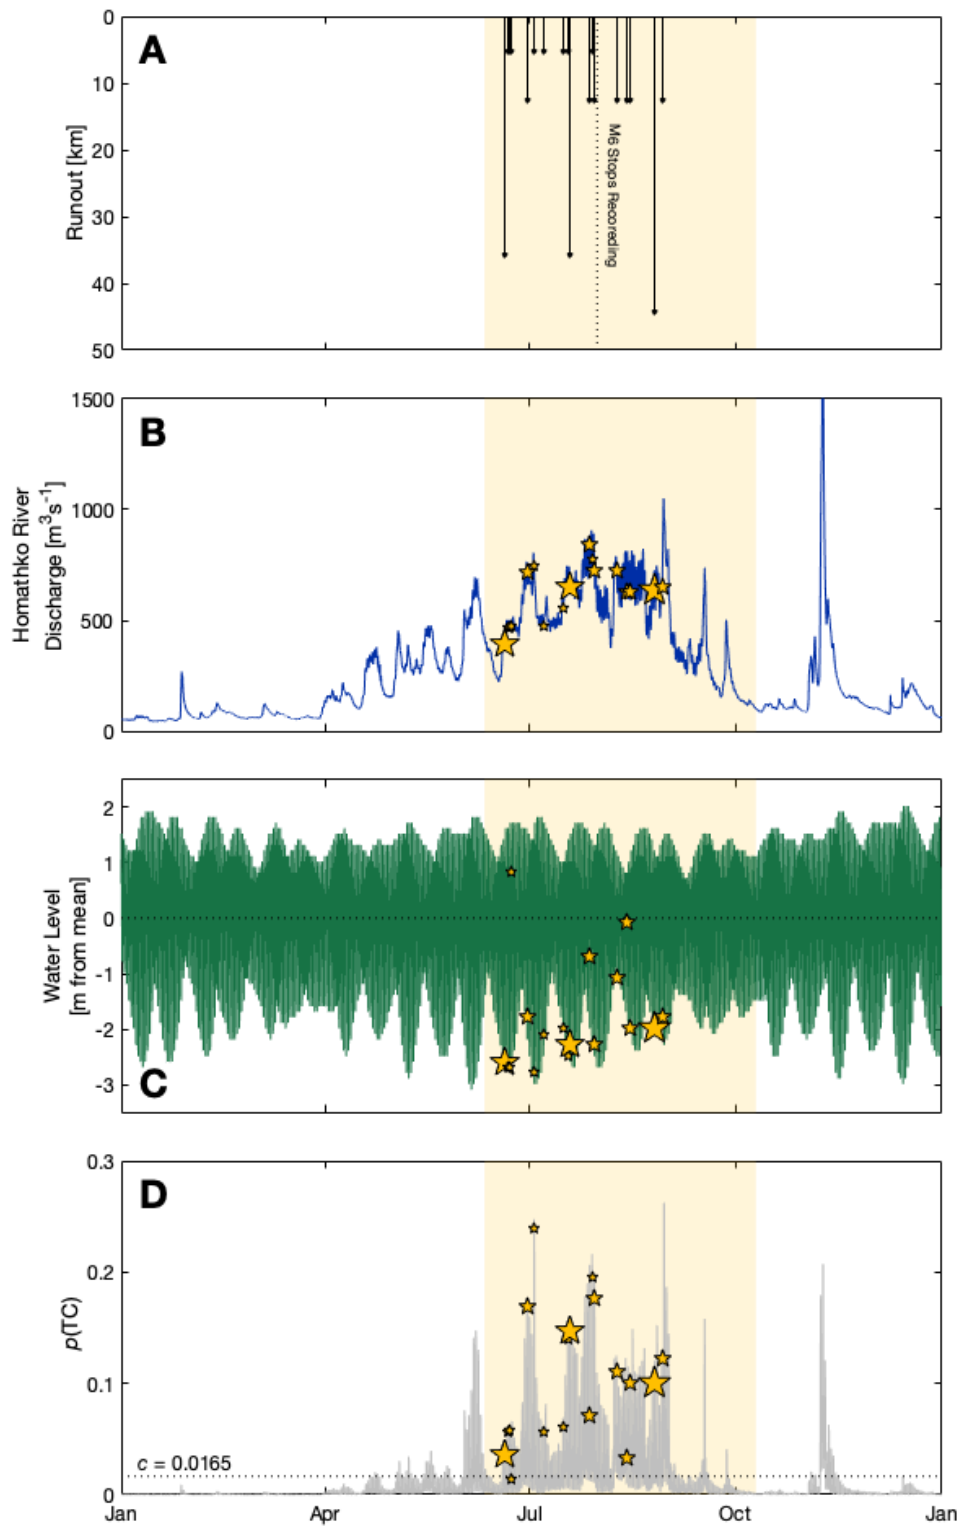 A
0
10
20
30
40
50
Runout [km]
M6 Stops Recoreding
B
1500
1000
500
0
Homathko River
Discharge [m³s⁻¹]
2
1
0
-1
-2
-3
Water Level
[m from mean]
C
D
0.3
0.2
0.1
0
p(TC)
c = 0.0165
Jan
Apr
Jul
Oct
Jan